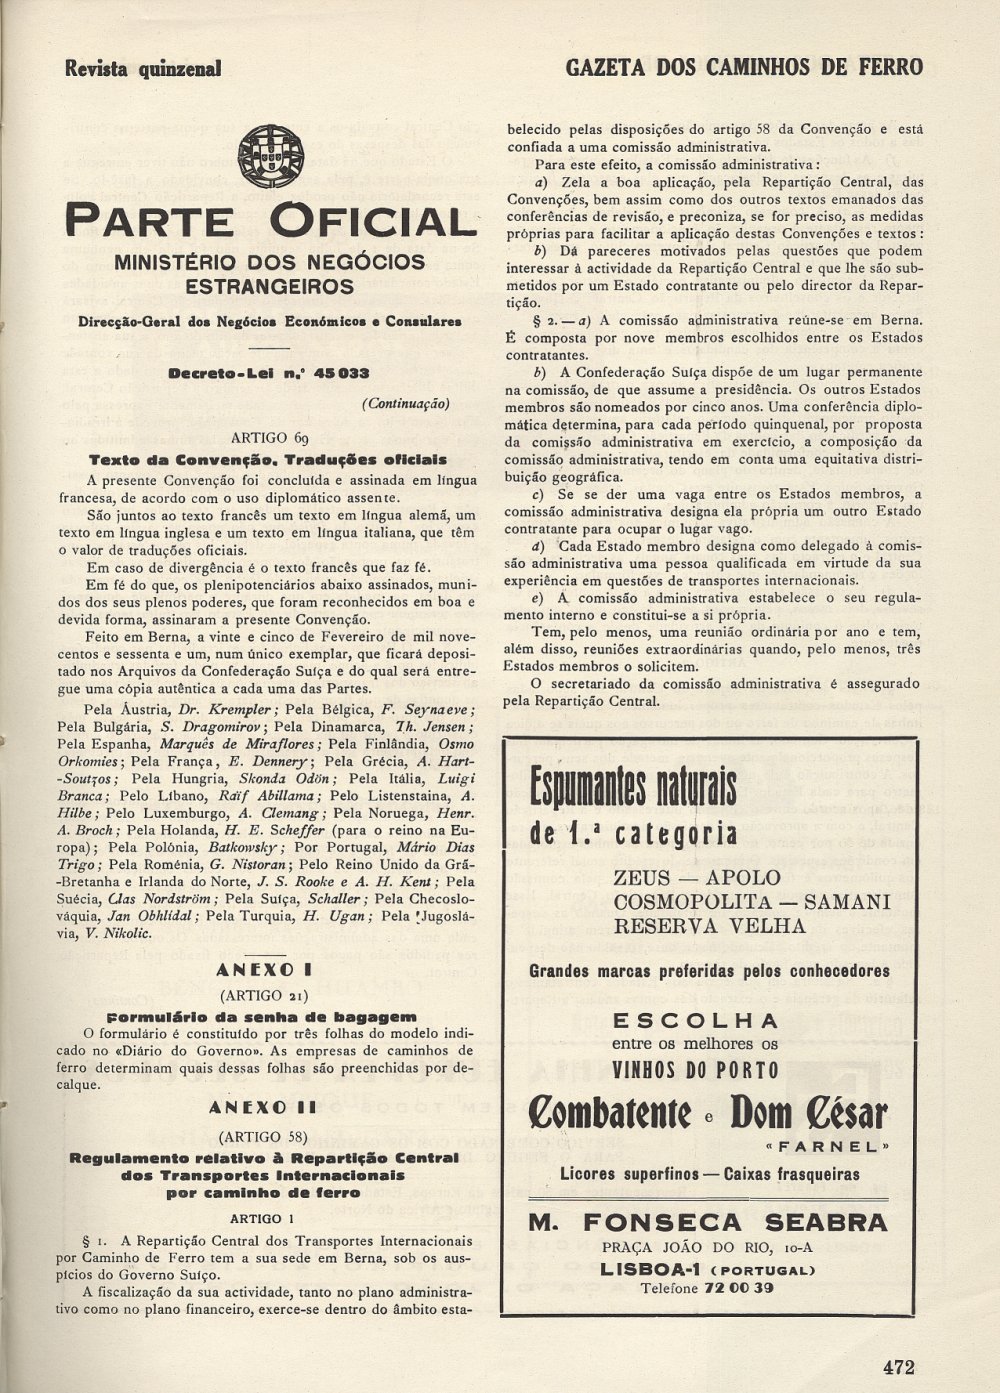 Revista quinzenal
GAZETA DOS CAMINHOS DE FERRO
PARTE OFICIAL
MINISTÉRIO DOS NEGÓCIOS
ESTRANGEIROS
Direcção-Geral dos Negócios Económicos e Consulares
Decreto-Lei n.º 45 033
(Continuação)
ARTIGO 69
Texto da Convenção. Traduções oficiais
A presente Convenção foi concluída e assinada em língua
francesa, de acordo com o uso diplomático assente.
São juntos ao texto francês um texto em língua alemã, um
texto em língua inglesa e um texto em língua italiana, que têm
o valor de traduções oficiais.
Em caso de divergência é o texto francês que faz fé.
Em fé do que, os plenipotenciários abaixo assinados, muni-
dos dos seus plenos poderes, que foram reconhecidos em boa e
devida forma, assinaram a presente Convenção.
Feito em Berna, a vinte e cinco de Fevereiro de mil nove-
centos e sessenta e um, num único exemplar, que ficará deposi-
tado nos Arquivos da Confederação Suíça e do qual será entre-
gue uma cópia autêntica a cada uma das Partes.
Pela Áustria, Dr. Krempler; Pela Bélgica, F. Seynaeve;
Pela Bulgária, S. Dragomirov; Pela Dinamarca, Th. Jensen;
Pela Espanha, Marquês de Miraflores; Pela Finlândia, Osmo
Orkomies; Pela França, E. Dennery; Pela Grécia, A. Hart-
-Soutzos; Pela Hungria, Skonda Odön; Pela Itália, Luigi
Branca; Pelo Líbano, Raïf Abillama; Pelo Listenstaina, A.
Hilbe; Pelo Luxemburgo, A. Clemang; Pela Noruega, Henr.
A. Broch; Pela Holanda, H. E. Scheffer (para o reino na Eu-
ropa); Pela Polónia, Batkowsky; Por Portugal, Mário Dias
Trigo; Pela Roménia, G. Nistoran; Pelo Reino Unido da Grã-
-Bretanha e Irlanda do Norte, J. S. Rooke e A. H. Kent; Pela
Suécia, Clas Nordström; Pela Suíça, Schaller; Pela Checoslo-
váquia, Jan Obhlídal; Pela Turquia, H. Ugan; Pela Jugoslá-
via, V. Nikolic.
ANEXO I
(ARTIGO 21)
Formulário da senha de bagagem
O formulário é constituído por três folhas do modelo indi-
cado no «Diário do Governo». As empresas de caminhos de
ferro determinam quais dessas folhas são preenchidas por de-
calque.
ANEXO II
(ARTIGO 58)
Regulamento relativo à Repartição Central
dos Transportes Internacionais
por caminho de ferro
ARTIGO 1
§ 1. A Repartição Central dos Transportes Internacionais
por Caminho de Ferro tem a sua sede em Berna, sob os aus-
pícios do Governo Suíço.
A fiscalização da sua actividade, tanto no plano administra-
tivo como no plano financeiro, exerce-se dentro do âmbito esta-
belecido pelas disposições do artigo 58 da Convenção e está
confiada a uma comissão administrativa.
Para este efeito, a comissão administrativa:
a) Zela a boa aplicação, pela Repartição Central, das
Convenções, bem assim como dos outros textos emanados das
conferências de revisão, e preconiza, se for preciso, as medidas
próprias para facilitar a aplicação destas Convenções e textos:
b) Dá pareceres motivados pelas questões que podem
interessar à actividade da Repartição Central e que lhe são sub-
metidos por um Estado contratante ou pelo director da Repar-
tição.
§ 2. — a) A comissão administrativa reúne-se em Berna.
É composta por nove membros escolhidos entre os Estados
contratantes.
b) A Confederação Suíça dispõe de um lugar permanente
na comissão, de que assume a presidência. Os outros Estados
membros são nomeados por cinco anos. Uma conferência diplo-
mática determina, para cada período quinquenal, por proposta
da comissão administrativa em exercício, a composição da
comissão administrativa, tendo em conta uma equitativa distri-
buição geográfica.
c) Se se der uma vaga entre os Estados membros, a
comissão administrativa designa ela própria um outro Estado
contratante para ocupar o lugar vago.
d) Cada Estado membro designa como delegado à comis-
são administrativa uma pessoa qualificada em virtude da sua
experiência em questões de transportes internacionais.
e) A comissão administrativa estabelece o seu regula-
mento interno e constitui-se a si própria.
Tem, pelo menos, uma reunião ordinária por ano e tem,
além disso, reuniões extraordinárias quando, pelo menos, três
Estados membros o solicitem.
O secretariado da comissão administrativa é assegurado
pela Repartição Central.
Espumantes naturais
de 1.ª categoria
ZEUS — APOLO
COSMOPOLITA — SAMANI
RESERVA VELHA
Grandes marcas preferidas pelos conhecedores
ESCOLHA
entre os melhores os
VINHOS DO PORTO
Combatente e Dom César
«FARNEL»
Licores superfinos — Caixas frasqueiras
M. FONSECA SEABRA
PRAÇA JOÃO DO RIO, 10-A
LISBOA-1 (PORTUGAL)
Telefone 72 00 39
472